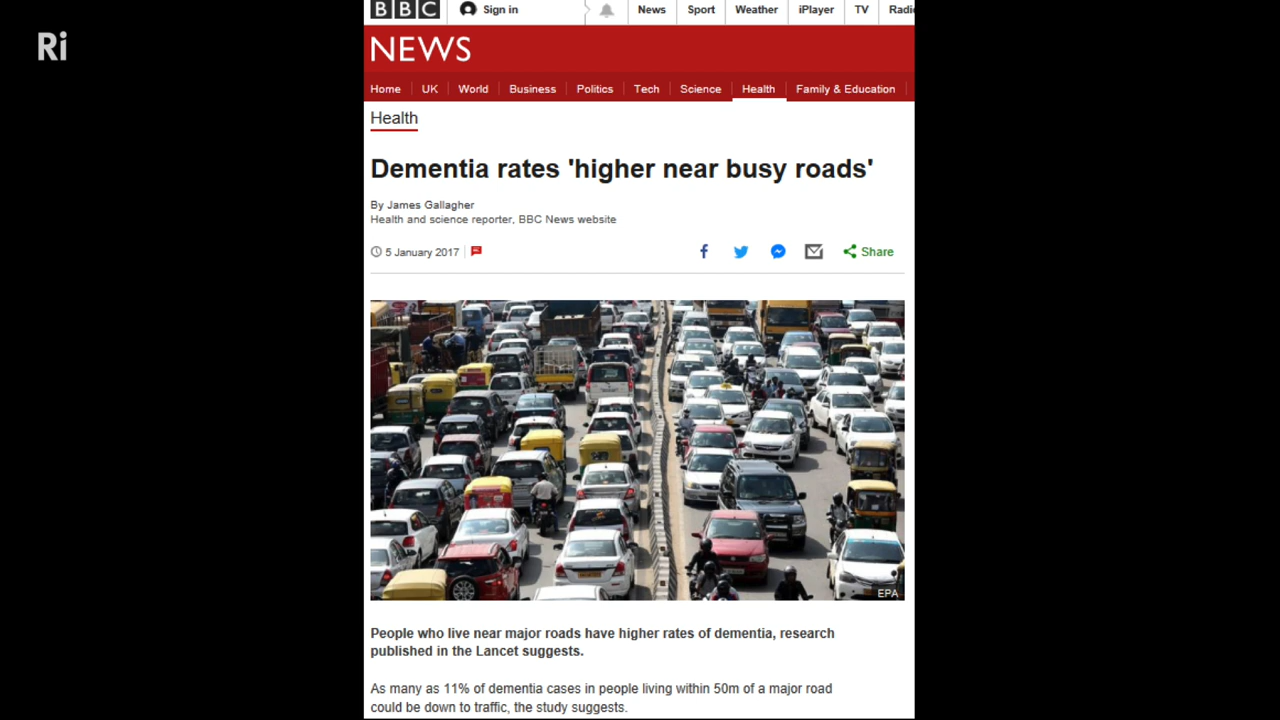 Ri
BBC Sign in News Sport Weather iPlayer TV Radi
NEWS
Home UK World Business Politics Tech Science Health Family & Education
Health
Dementia rates 'higher near busy roads'
By James Gallagher
Health and science reporter, BBC News website
5 January 2017 Share
EPA
People who live near major roads have higher rates of dementia, research
published in the Lancet suggests.
As many as 11% of dementia cases in people living within 50m of a major road
could be down to traffic, the study suggests.